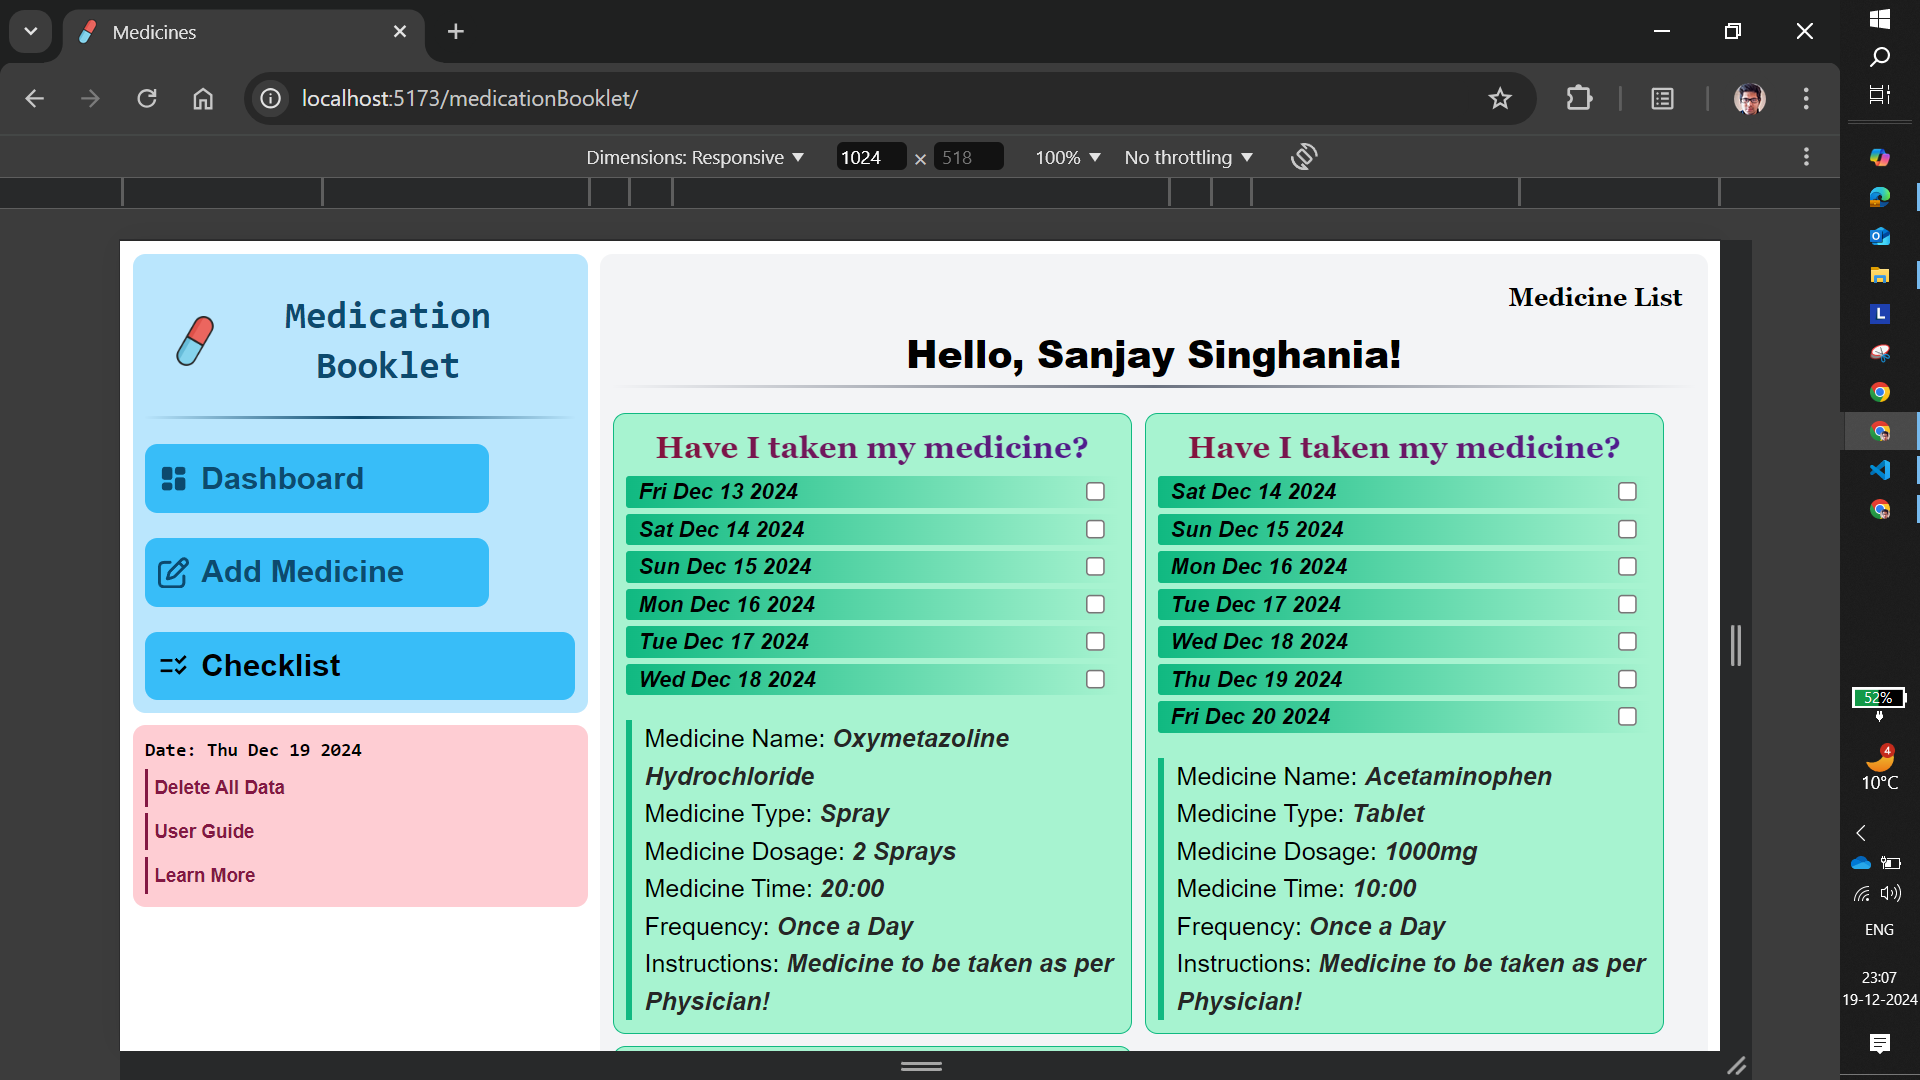 Medicines
localhost:5173/medicationBooklet/
Dimensions: Responsive 1024 × 518 100% No throttling
Medication
Booklet
Dashboard
Add Medicine
Checklist
Date: Thu Dec 19 2024
Delete All Data
User Guide
Learn More
Medicine List
Hello, Sanjay Singhania!
Have I taken my medicine?
Fri Dec 13 2024
Sat Dec 14 2024
Sun Dec 15 2024
Mon Dec 16 2024
Tue Dec 17 2024
Wed Dec 18 2024
Medicine Name: Oxymetazoline
Hydrochloride
Medicine Type: Spray
Medicine Dosage: 2 Sprays
Medicine Time: 20:00
Frequency: Once a Day
Instructions: Medicine to be taken as per
Physician!
Have I taken my medicine?
Sat Dec 14 2024
Sun Dec 15 2024
Mon Dec 16 2024
Tue Dec 17 2024
Wed Dec 18 2024
Thu Dec 19 2024
Fri Dec 20 2024
Medicine Name: Acetaminophen
Medicine Type: Tablet
Medicine Dosage: 1000mg
Medicine Time: 10:00
Frequency: Once a Day
Instructions: Medicine to be taken as per
Physician!
L
52%
4
10°C
ENG
23:07
19-12-2024